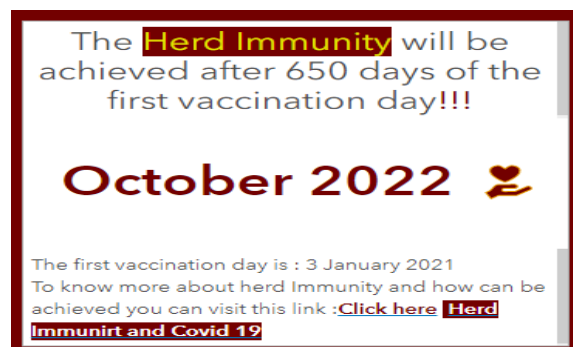 The Herd Immunity will be
achieved after 650 days of the
first vaccination day!!!
October 2022
The first vaccination day is : 3 January 2021
To know more about herd Immunity and how can be
achieved you can visit this link :Click here Herd
Immunirt and Covid 19